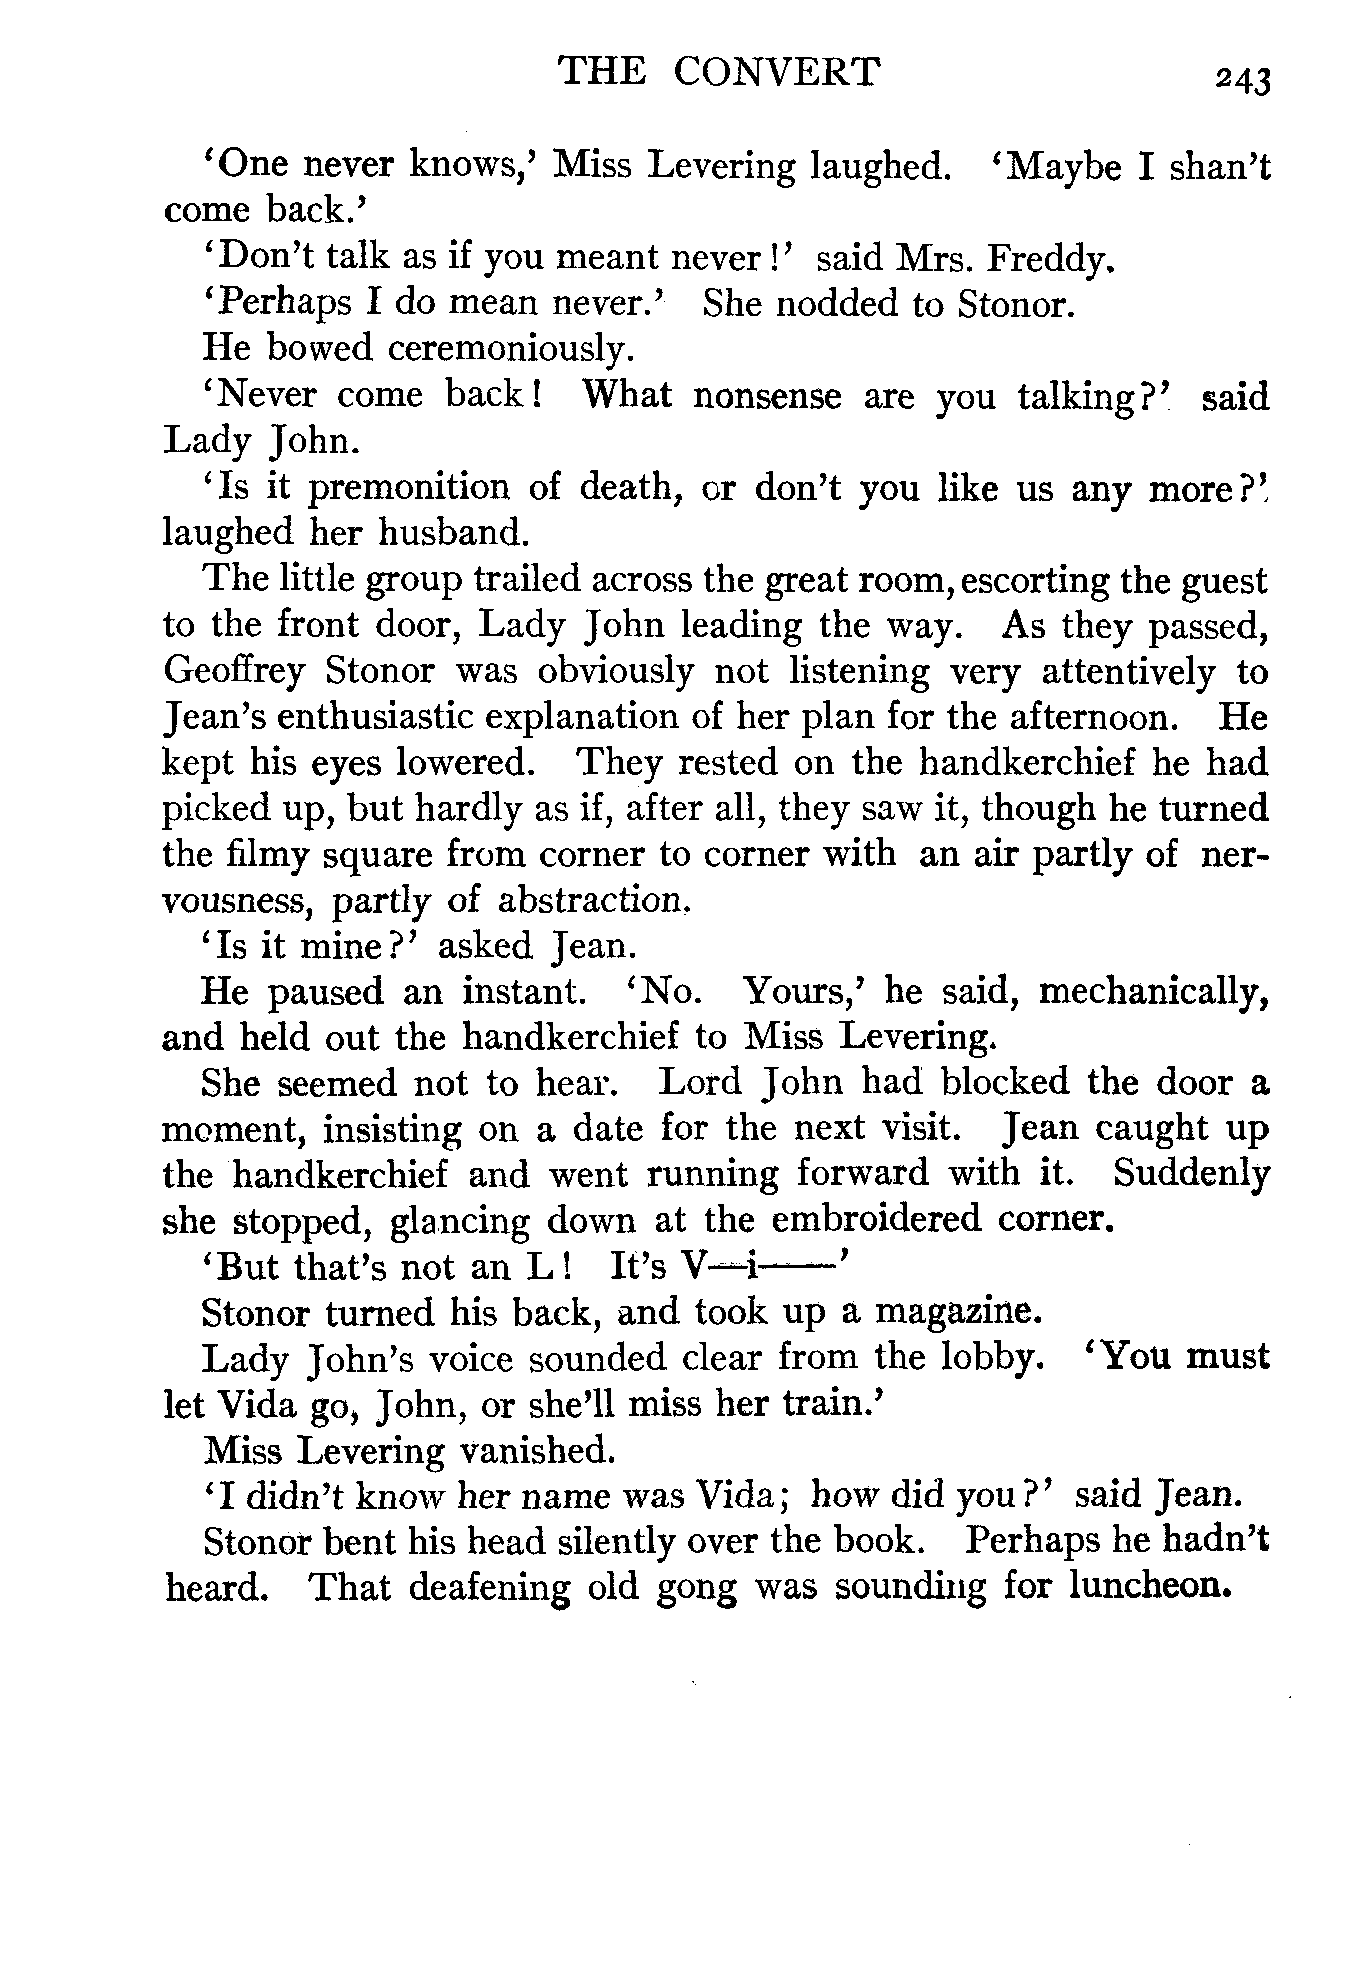 THE CONVERT 243
‘One never knows,’ Miss Levering laughed. ‘Maybe I shan’t
come back.’
‘Don’t talk as if you meant never!’ said Mrs. Freddy.
‘Perhaps I do mean never.’ She nodded to Stonor.
He bowed ceremoniously.
‘Never come back! What nonsense are you talking?’ said
Lady John.
‘Is it premonition of death, or don’t you like us any more?’
laughed her husband.
The little group trailed across the great room, escorting the guest
to the front door, Lady John leading the way. As they passed,
Geoffrey Stonor was obviously not listening very attentively to
Jean’s enthusiastic explanation of her plan for the afternoon. He
kept his eyes lowered. They rested on the handkerchief he had
picked up, but hardly as if, after all, they saw it, though he turned
the filmy square from corner to corner with an air partly of ner-
vousness, partly of abstraction.
‘Is it mine?’ asked Jean.
He paused an instant. ‘No. Yours,’ he said, mechanically,
and held out the handkerchief to Miss Levering.
She seemed not to hear. Lord John had blocked the door a
moment, insisting on a date for the next visit. Jean caught up
the handkerchief and went running forward with it. Suddenly
she stopped, glancing down at the embroidered corner.
‘But that’s not an L! It’s V—i——’
Stonor turned his back, and took up a magazine.
Lady John’s voice sounded clear from the lobby. ‘You must
let Vida go, John, or she’ll miss her train.’
Miss Levering vanished.
‘I didn’t know her name was Vida; how did you?’ said Jean.
Stonor bent his head silently over the book. Perhaps he hadn’t
heard. That deafening old gong was sounding for luncheon.